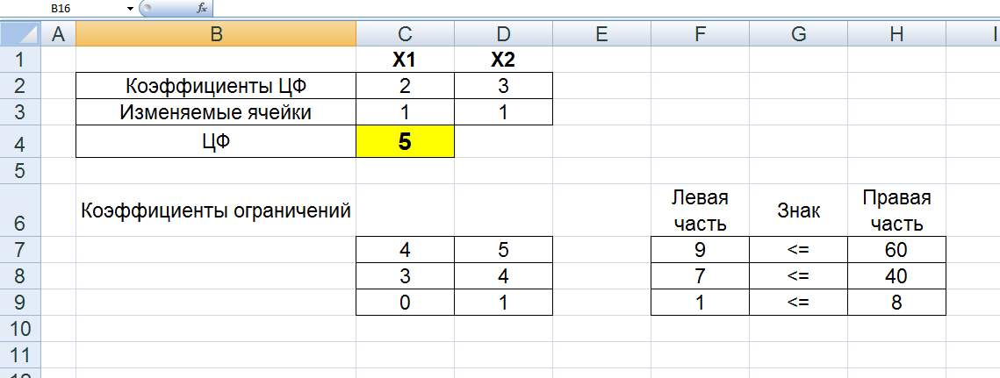 B16 fx
A B C D E F G H I
1 X1 X2
2 Коэффициенты ЦФ 2 3
3 Изменяемые ячейки 1 1
4 ЦФ 5
5
6 Коэффициенты ограничений Левая часть Знак Правая часть
7 4 5 9 <= 60
8 3 4 7 <= 40
9 0 1 1 <= 8
10
11
12